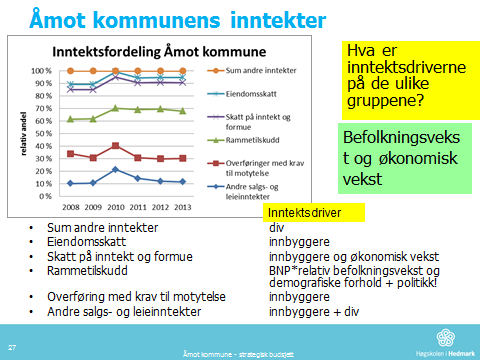 Åmot kommunens inntekter
Inntektsfordeling Åmot kommune
relativ andel
100 %
90 %
80 %
70 %
60 %
50 %
40 %
30 %
20 %
10 %
0 %
2008 2009 2010 2011 2012 2013
Sum andre inntekter
Eiendomsskatt
Skatt på inntekt og
formue
Rammetilskudd
Overføringer med krav
til motytelse
Andre salgs- og
leieinntekter
Hva er
inntektsdriverne
på de ulike
gruppene?
Befolkningsveks
t og økonomisk
vekst
Inntektsdriver
• Sum andre inntekter div
• Eiendomsskatt innbyggere
• Skatt på inntekt og formue innbyggere og økonomisk vekst
• Rammetilskudd BNP*relativ befolkningsvekst og
demografiske forhold + politikk!
• Overføring med krav til motytelse innbyggere
• Andre salgs- og leieinntekter innbyggere + div
27
Åmot kommune - strategisk budsjett
Høgskolen i Hedmark